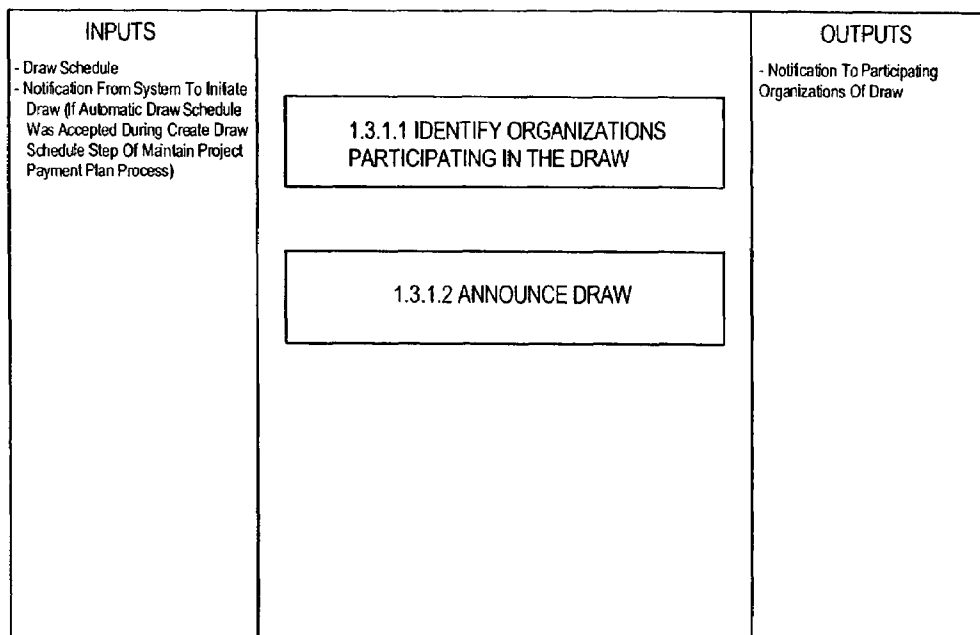 INPUTS
- Draw Schedule
- Notification From System To Initiate
Draw (If Automatic Draw Schedule
Was Accepted During Create Draw
Schedule Step Of Maintain Project
Payment Plan Process)
1.3.1.1 IDENTIFY ORGANIZATIONS
PARTICIPATING IN THE DRAW
1.3.1.2 ANNOUNCE DRAW
OUTPUTS
- Notification To Participating
Organizations Of Draw